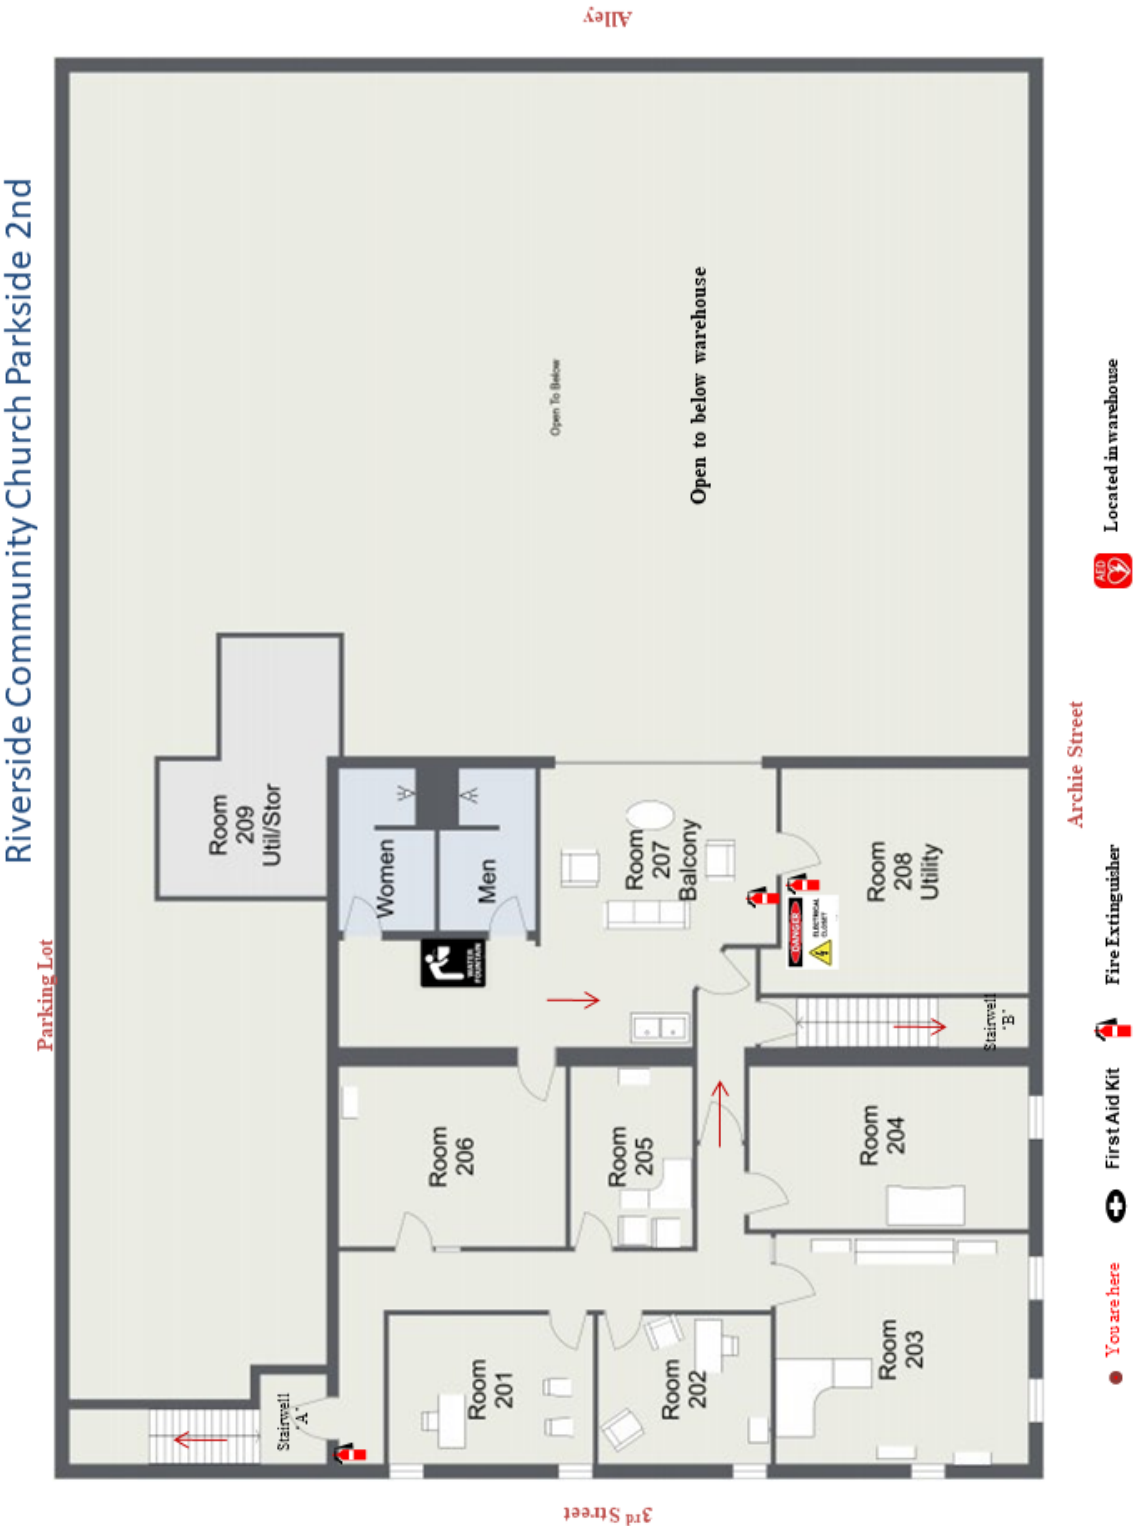 Riverside Community Church Parkside 2nd
Alley
Parking Lot
3rd Street
Archie Street
Open To Below
Open to below warehouse
Room
209
Util/Stor
Women
Men
WATER
FOUNTAIN
Room
207
Balcony
Room
208
Utility
DANGER
ELECTRICAL
CLOSET
Stairwell
"B"
Room
206
Room
205
Room
204
Room
201
Room
202
Room
203
Stairwell
"A"
You are here
First Aid Kit
Fire Extinguisher
AED
Located in warehouse